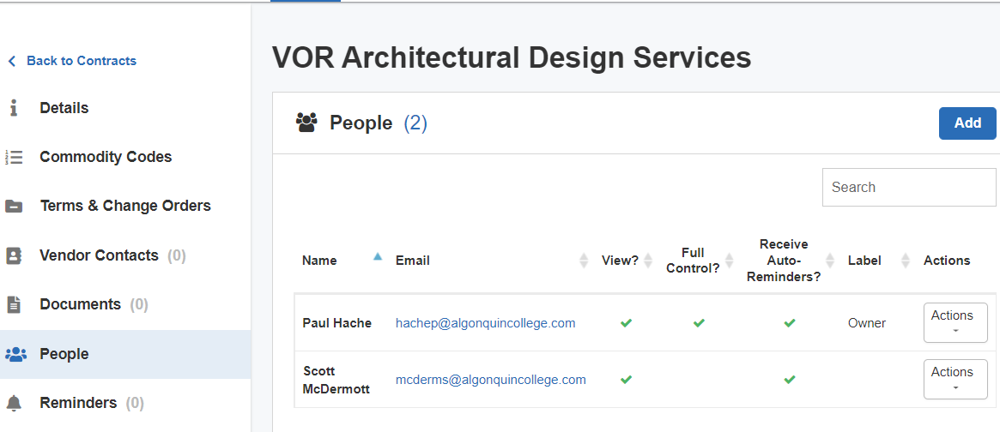 Back to Contracts
Details
Commodity Codes
Terms & Change Orders
Vendor Contacts (0)
Documents (0)
People
Reminders (0)
VOR Architectural Design Services
People (2)
Add
Search
Name Email View? Full Control? Receive Auto-Reminders? Label Actions
Paul Hache hachep@algonquincollege.com Owner Actions
Scott McDermott mcderms@algonquincollege.com Actions